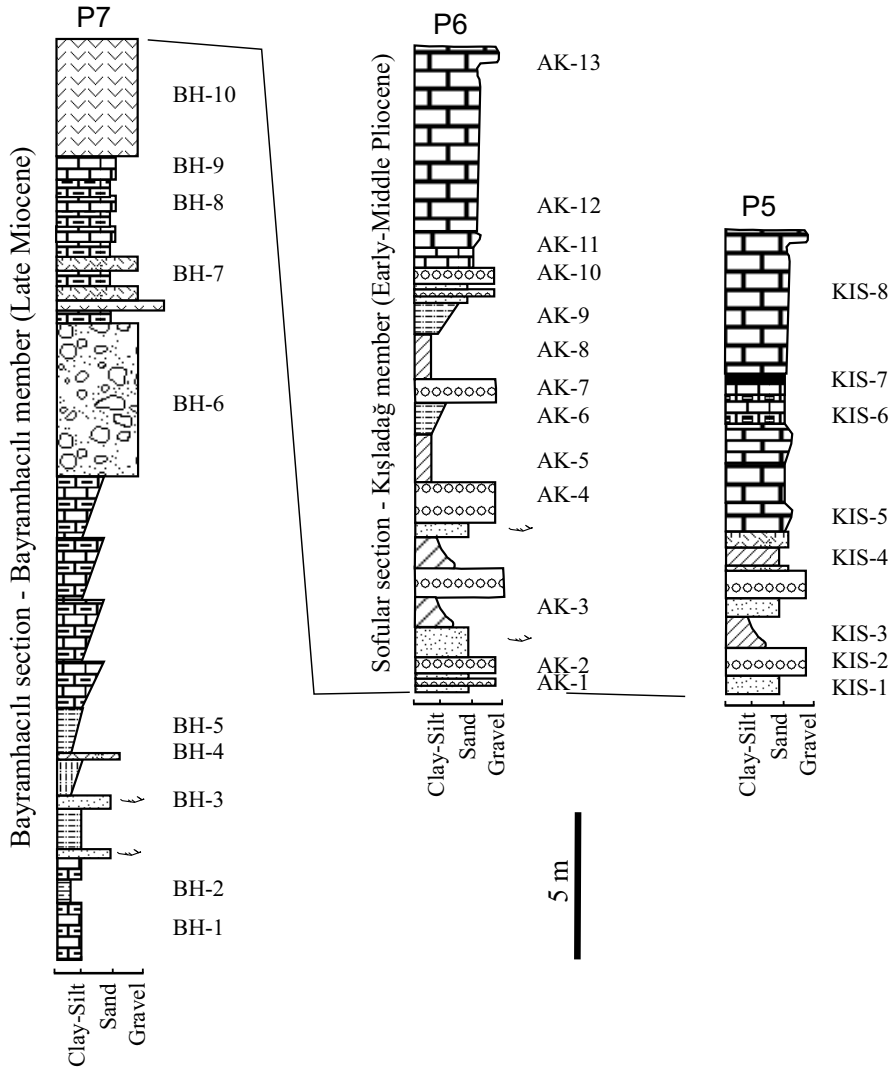 P7
Bayramhacılı section - Bayramhacılı member (Late Miocene)
BH-10
BH-9
BH-8
BH-7
BH-6
BH-5
BH-4
BH-3
BH-2
BH-1
Clay-Silt
Sand
Gravel
P6
Sofular section - Kışladağ member (Early-Middle Pliocene)
AK-13
AK-12
AK-11
AK-10
AK-9
AK-8
AK-7
AK-6
AK-5
AK-4
AK-3
AK-2
AK-1
Clay-Silt
Sand
Gravel
5 m
P5
KIS-8
KIS-7
KIS-6
KIS-5
KIS-4
KIS-3
KIS-2
KIS-1
Clay-Silt
Sand
Gravel